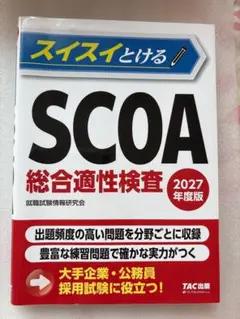 スイスイとける
SCOA
総合適性検査
2027
年度版
就職試験情報研究会
出題頻度の高い問題を分野ごとに収録
豊富な練習問題で確かな実力がつく
大手企業・公務員
採用試験に役立つ!
TAC出版